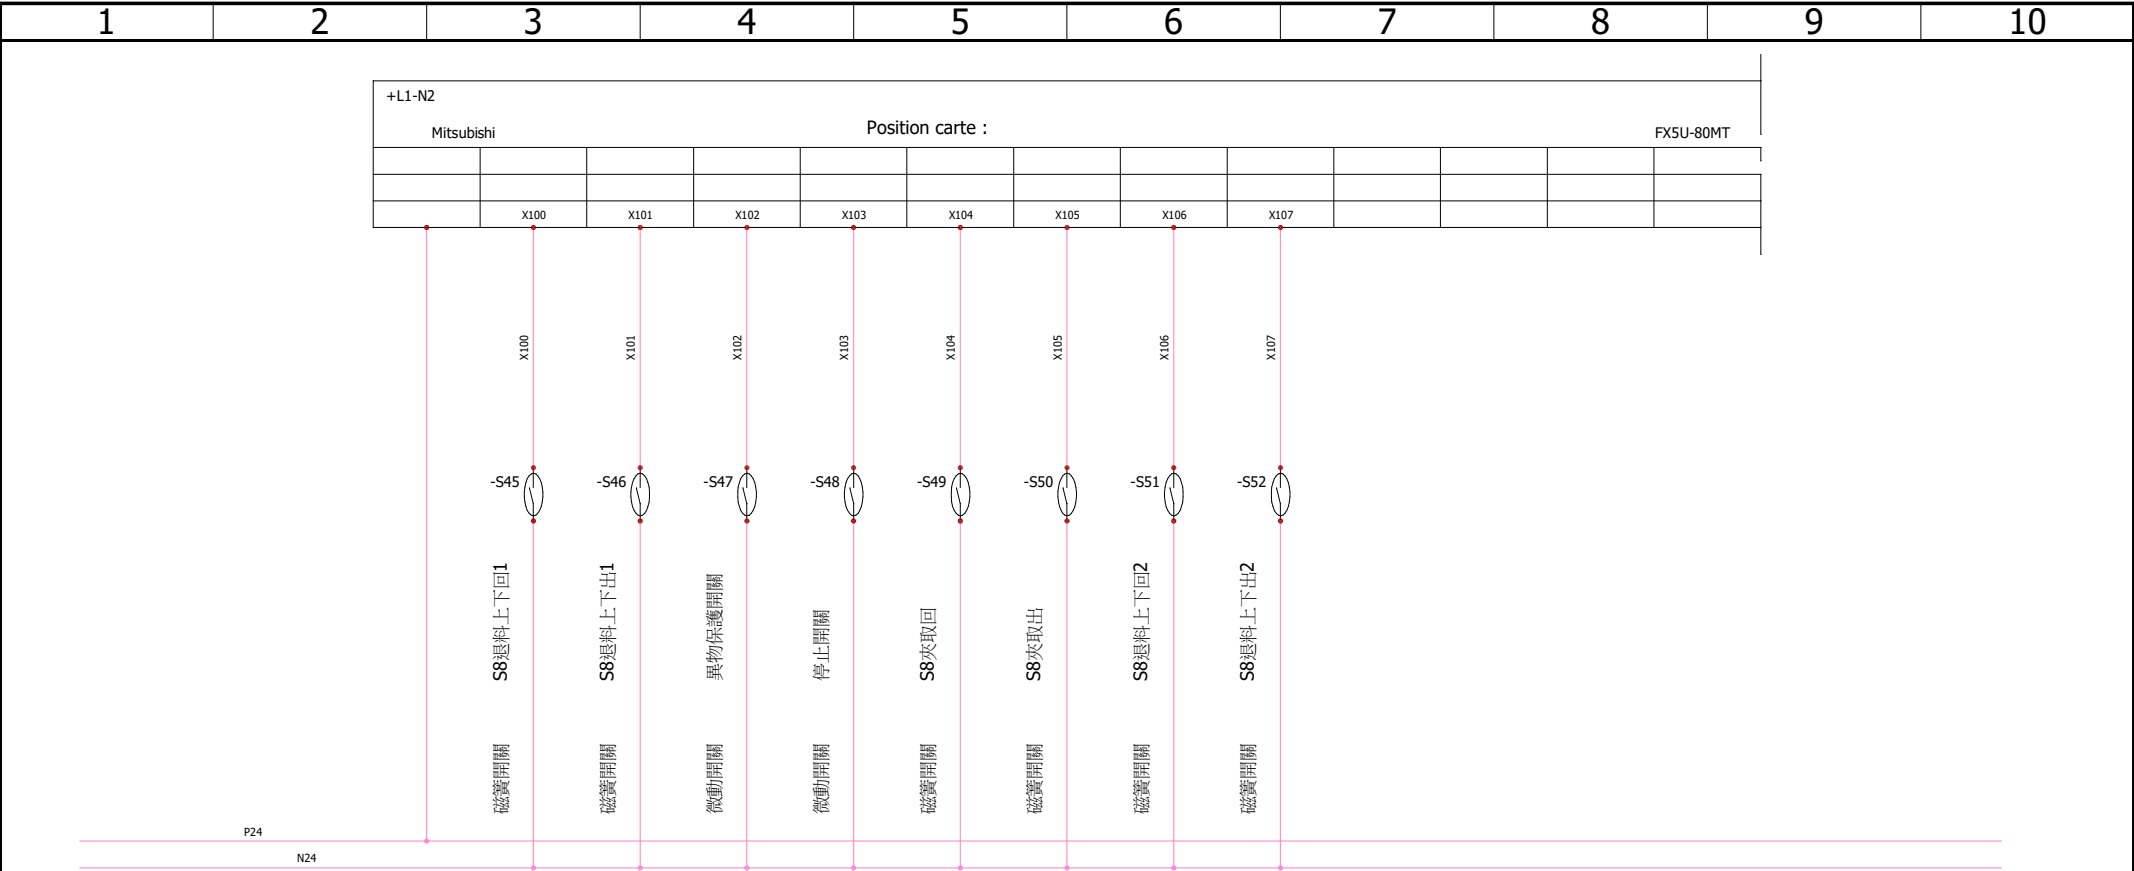 1 2 3 4 5 6 7 8 9 10
+L1-N2
Mitsubishi Position carte : FX5U-80MT
X100 X101 X102 X103 X104 X105 X106 X107
X100 X101 X102 X103 X104 X105 X106 X107
-S45 -S46 -S47 -S48 -S49 -S50 -S51 -S52
S8退料上下回1
S8退料上下出1
異物保護開關
停止開關
S8夾取回
S8夾取出
S8退料上下回2
S8退料上下出2
磁簧開關
磁簧開關
微動開關
微動開關
磁簧開關
磁簧開關
磁簧開關
磁簧開關
P24
N24